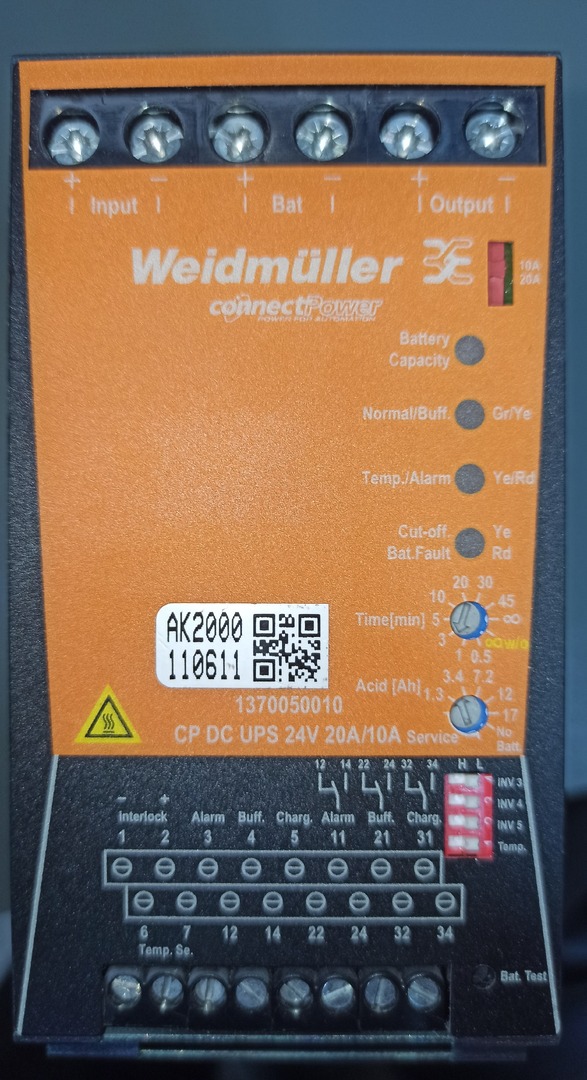 + − + − + −
Input Bat Output
Weidmüller
connectPower
POWER FOR AUTOMATION
10A
20A
Battery
Capacity
Normal/Buff. Gr/Ye
Temp./Alarm Ye/Rd
Cut-off Ye
Bat.Fault Rd
20 30
10 45
Time[min] 5 ∞
3 ∞w/o
1 0.5
3.4 7.2
Acid [Ah] 1.3 12
17
Service No
Batt.
AK2000
110611
1370050010
CP DC UPS 24V 20A/10A
H L
12 14 22 24 32 34
INV 3
INV 4
INV 5
Temp.
− +
Interlock Alarm Buff. Charg. Alarm Buff. Charg.
1 2 3 4 5 11 21 31
6 7 12 14 22 24 32 34
Temp. Se.
Bat. Test